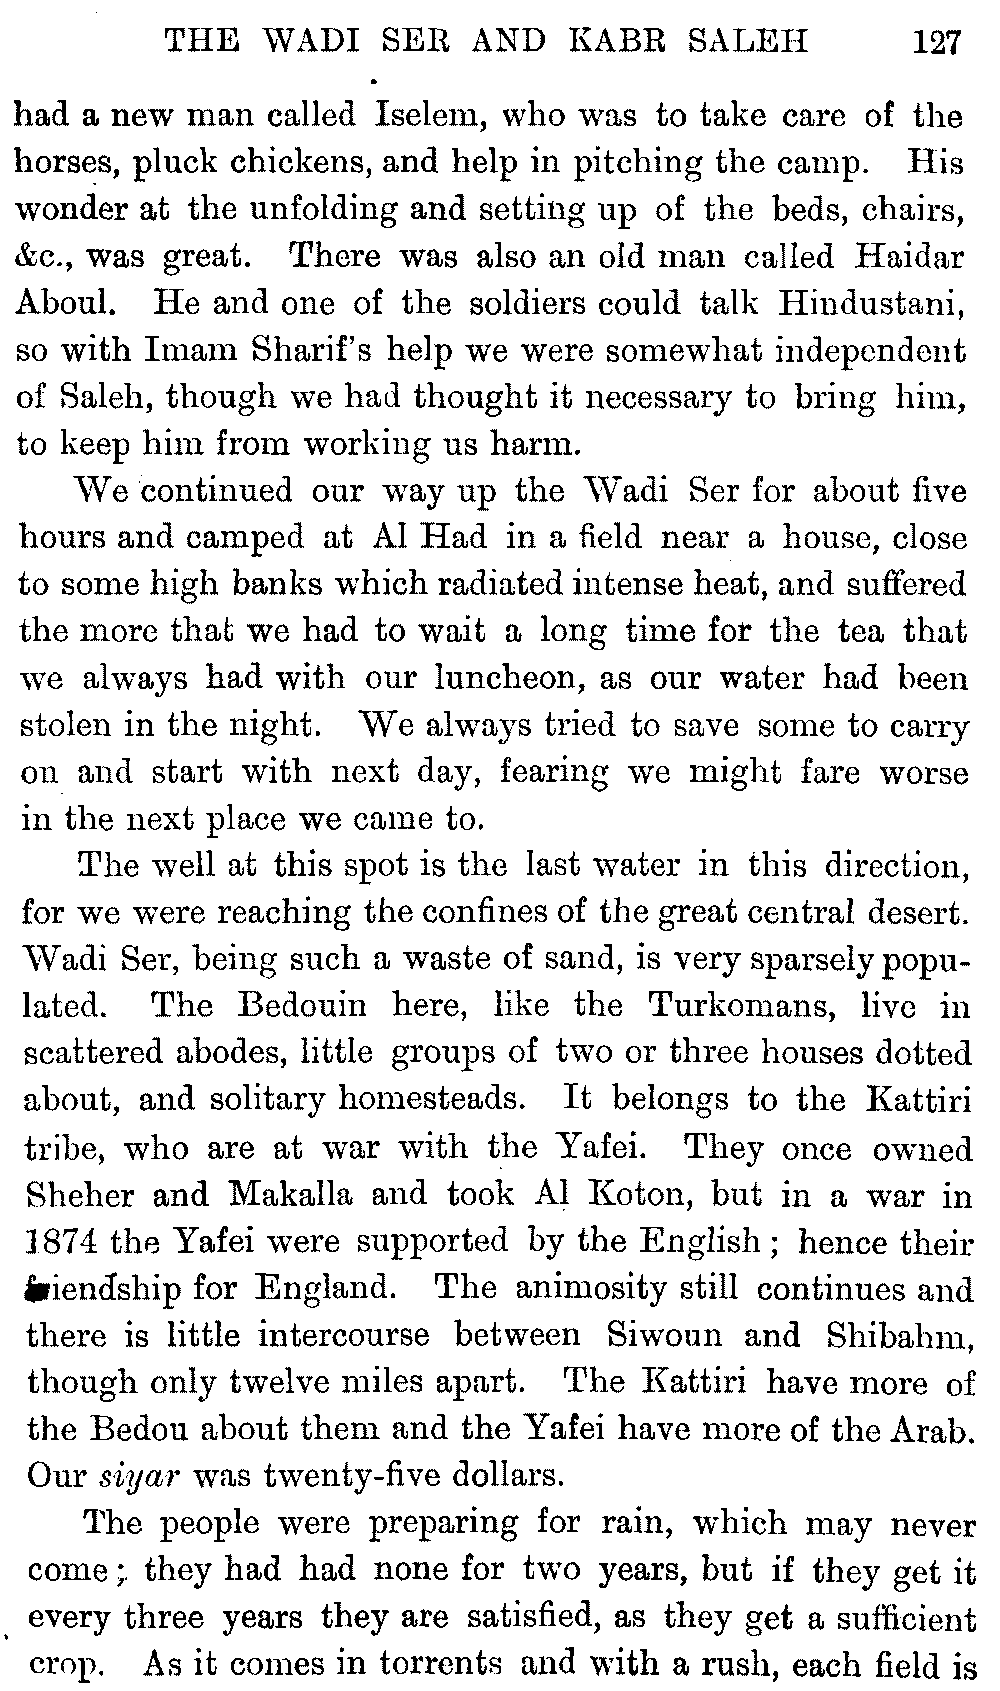 THE WADI SER AND KABR SALEH 127
had a new man called Iselem, who was to take care of the
horses, pluck chickens, and help in pitching the camp. His
wonder at the unfolding and setting up of the beds, chairs,
&c., was great. There was also an old man called Haidar
Aboul. He and one of the soldiers could talk Hindustani,
so with Imam Sharif's help we were somewhat independent
of Saleh, though we had thought it necessary to bring him,
to keep him from working us harm.
We continued our way up the Wadi Ser for about five
hours and camped at Al Had in a field near a house, close
to some high banks which radiated intense heat, and suffered
the more that we had to wait a long time for the tea that
we always had with our luncheon, as our water had been
stolen in the night. We always tried to save some to carry
on and start with next day, fearing we might fare worse
in the next place we came to.
The well at this spot is the last water in this direction,
for we were reaching the confines of the great central desert.
Wadi Ser, being such a waste of sand, is very sparsely popu-
lated. The Bedouin here, like the Turkomans, live in
scattered abodes, little groups of two or three houses dotted
about, and solitary homesteads. It belongs to the Kattiri
tribe, who are at war with the Yafei. They once owned
Sheher and Makalla and took Al Koton, but in a war in
1874 the Yafei were supported by the English; hence their
friendship for England. The animosity still continues and
there is little intercourse between Siwoun and Shibahm,
though only twelve miles apart. The Kattiri have more of
the Bedou about them and the Yafei have more of the Arab.
Our siyar was twenty-five dollars.
The people were preparing for rain, which may never
come; they had had none for two years, but if they get it
every three years they are satisfied, as they get a sufficient
crop. As it comes in torrents and with a rush, each field is